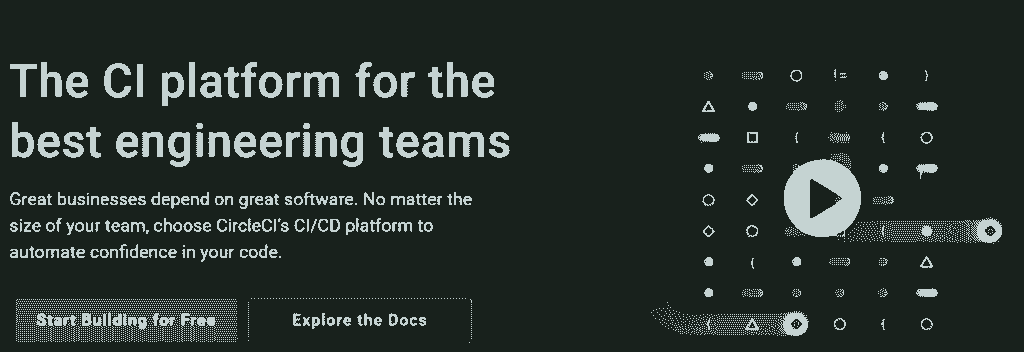 The CI platform for the
best engineering teams
Great businesses depend on great software. No matter the
size of your team, choose CircleCI's CI/CD platform to
automate confidence in your code.
Start Building for Free
Explore the Docs